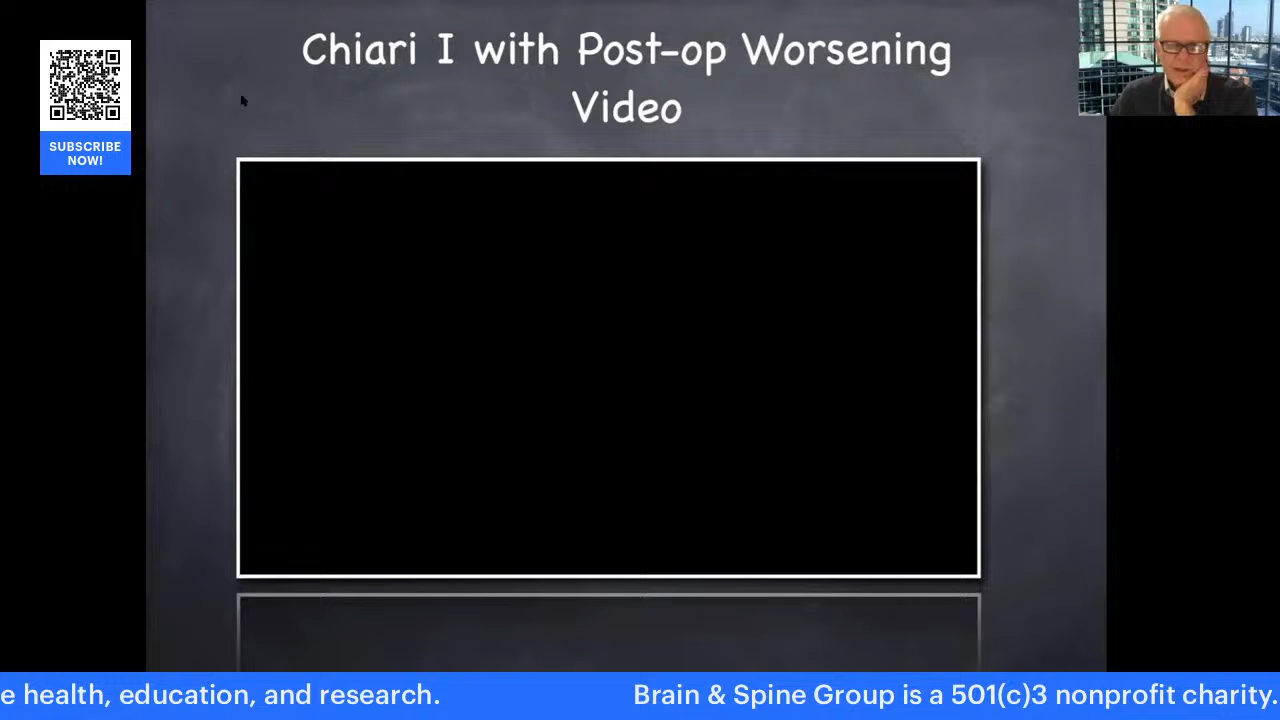 Chiari I with Post-op Worsening
Video
SUBSCRIBE
NOW!
e health, education, and research.
Brain & Spine Group is a 501(c)3 nonprofit charity.